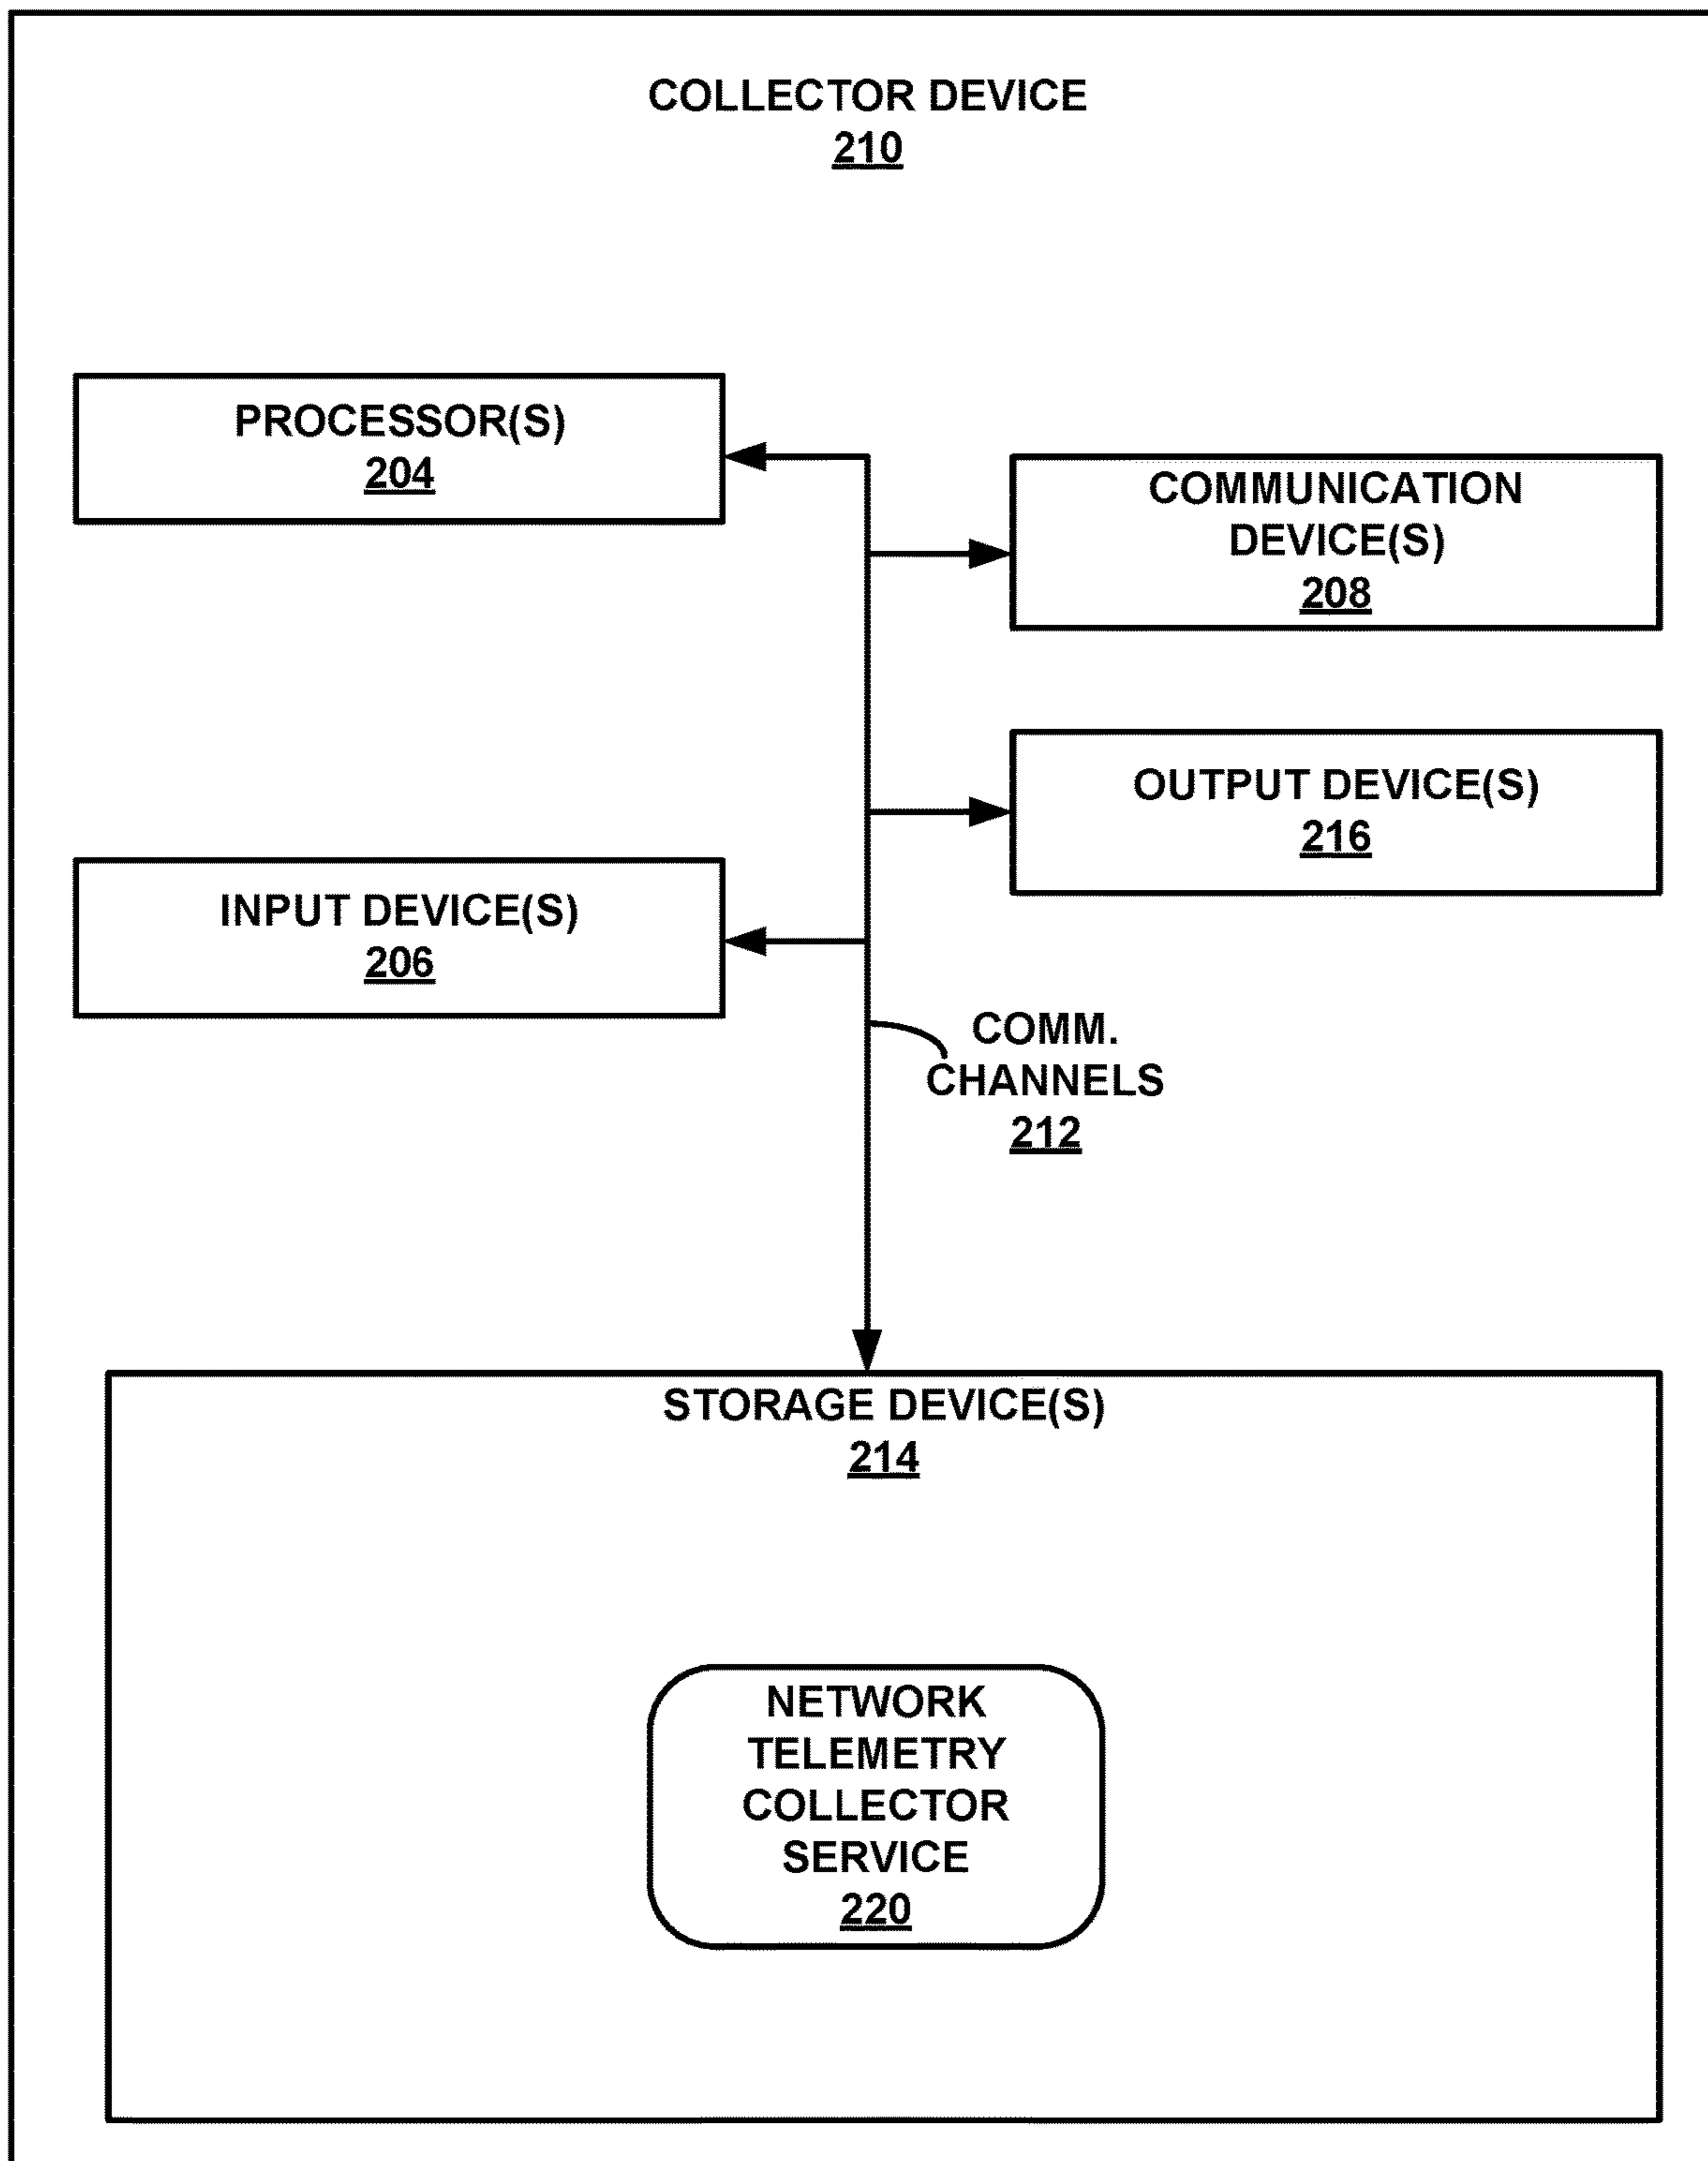 COLLECTOR DEVICE
210
PROCESSOR(S)
204
COMMUNICATION
DEVICE(S)
208
OUTPUT DEVICE(S)
216
INPUT DEVICE(S)
206
COMM.
CHANNELS
212
STORAGE DEVICE(S)
214
NETWORK
TELEMETRY
COLLECTOR
SERVICE
220